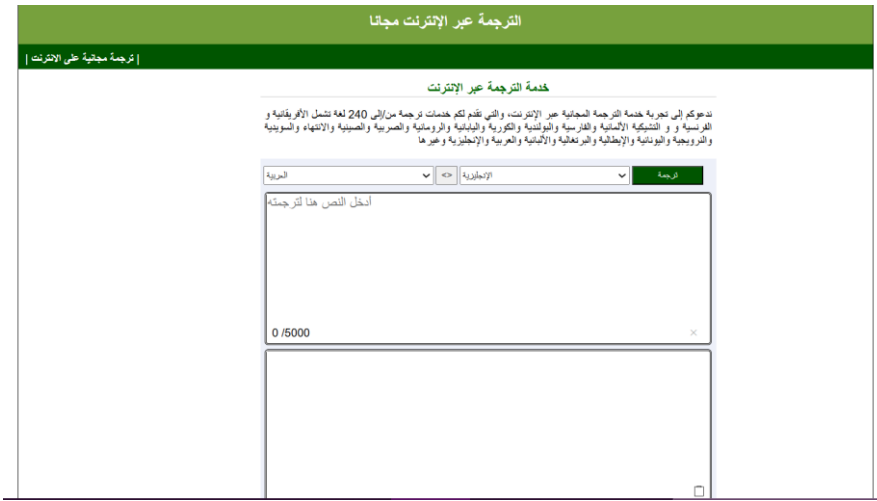 الترجمة عبر الإنترنت مجانا
| ترجمة مجانية على الانترنت |
خدمة الترجمة عبر الإنترنت
ندعوكم إلى تجربة خدمة الترجمة المجانية عبر الإنترنت، والتي تقدم لكم خدمات ترجمة من/إلى 240 لغة تشمل الأفريقانية و
الفرنسية و و التشيكية الألمانية والفارسية والبولندية والكورية واليابانية والرومانية والصربية والصينية والانتهاء والسويدية
والنرويجية واليونانية والإيطالية والبرتغالية والألبانية والعربية والإنجليزية وغيرها
العربية <> الإنجليزية ترجمة
أدخل النص هنا لترجمته
0 /5000 ×